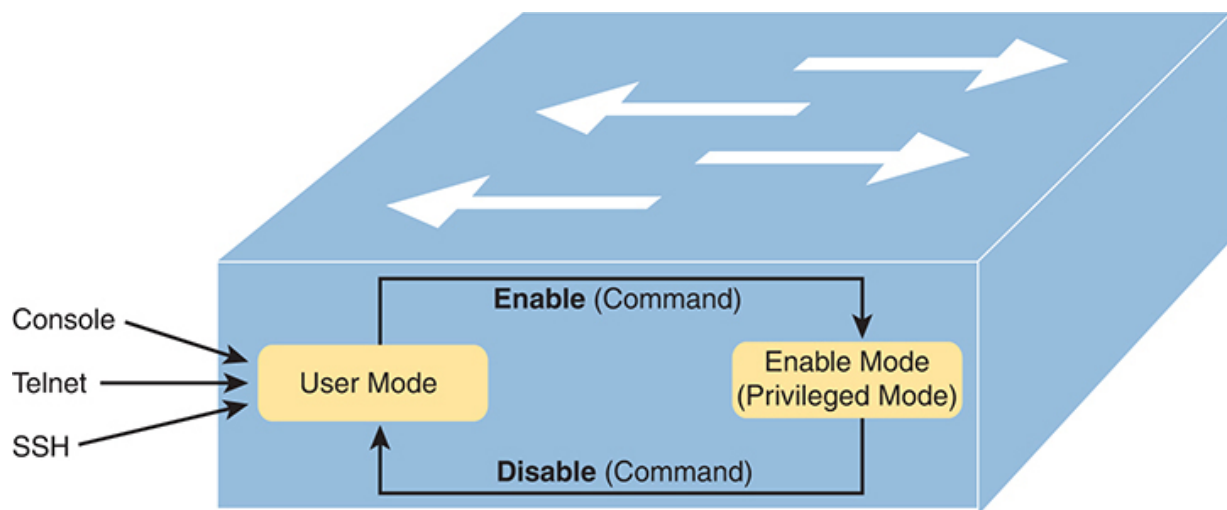 Enable (Command)
Console
Telnet
SSH
User Mode
Enable Mode
(Privileged Mode)
Disable (Command)